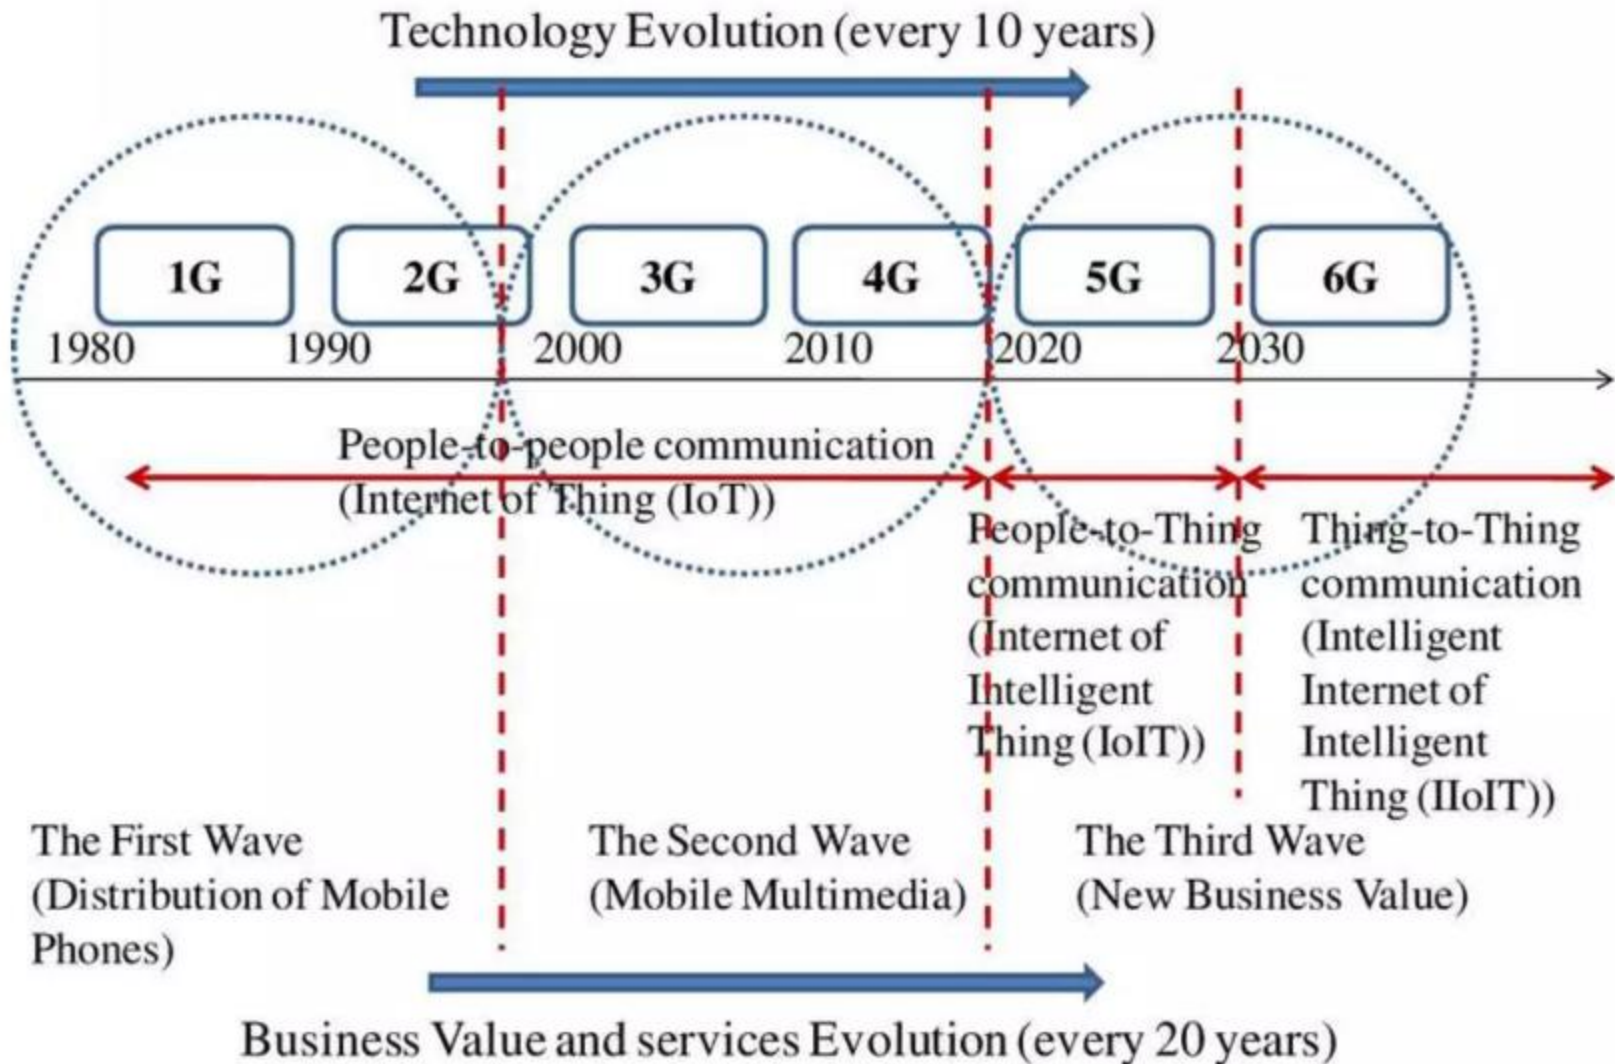 Technology Evolution (every 10 years)
1G
2G
3G
4G
5G
6G
1980
1990
2000
2010
2020
2030
People-to-people communication
(Internet of Thing (IoT))
People-to-Thing
communication
(Internet of
Intelligent
Thing (IoIT))
Thing-to-Thing
communication
(Intelligent
Internet of
Intelligent
Thing (IIoIT))
The First Wave
(Distribution of Mobile
Phones)
The Second Wave
(Mobile Multimedia)
The Third Wave
(New Business Value)
Business Value and services Evolution (every 20 years)